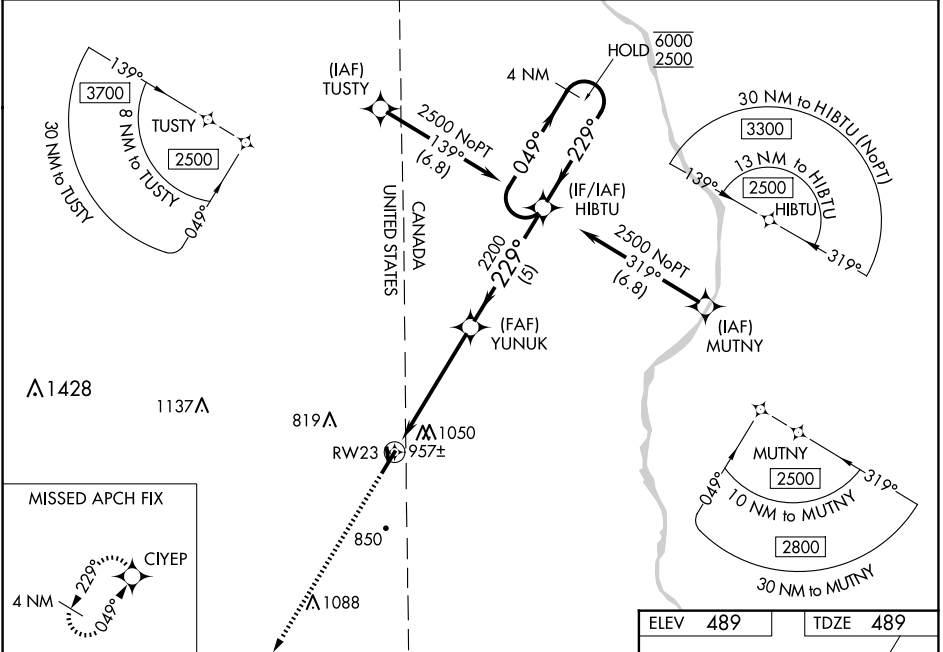 139°
3700
TUSTY
8 NM to TUSTY
2500
30 NM to TUSTY
049°
(IAF)
TUSTY
2500 NoPT
139°
(6.8)
HOLD 6000
2500
4 NM
049°
229°
(IF/IAF)
HIBTU
30 NM to HIBTU (NoPT)
3300
13 NM to HIBTU
139°
2500
HIBTU
319°
CANADA
UNITED STATES
2200
229°
(5)
2500 NoPT
319°
(6.8)
(FAF)
YUNUK
(IAF)
MUTNY
1428
1137
819
1050
RW23
957±
850
1088
MUTNY
2500
049°
319°
10 NM to MUTNY
2800
30 NM to MUTNY
MISSED APCH FIX
CIYEP
229°
4 NM
049°
ELEV 489
TDZE 489